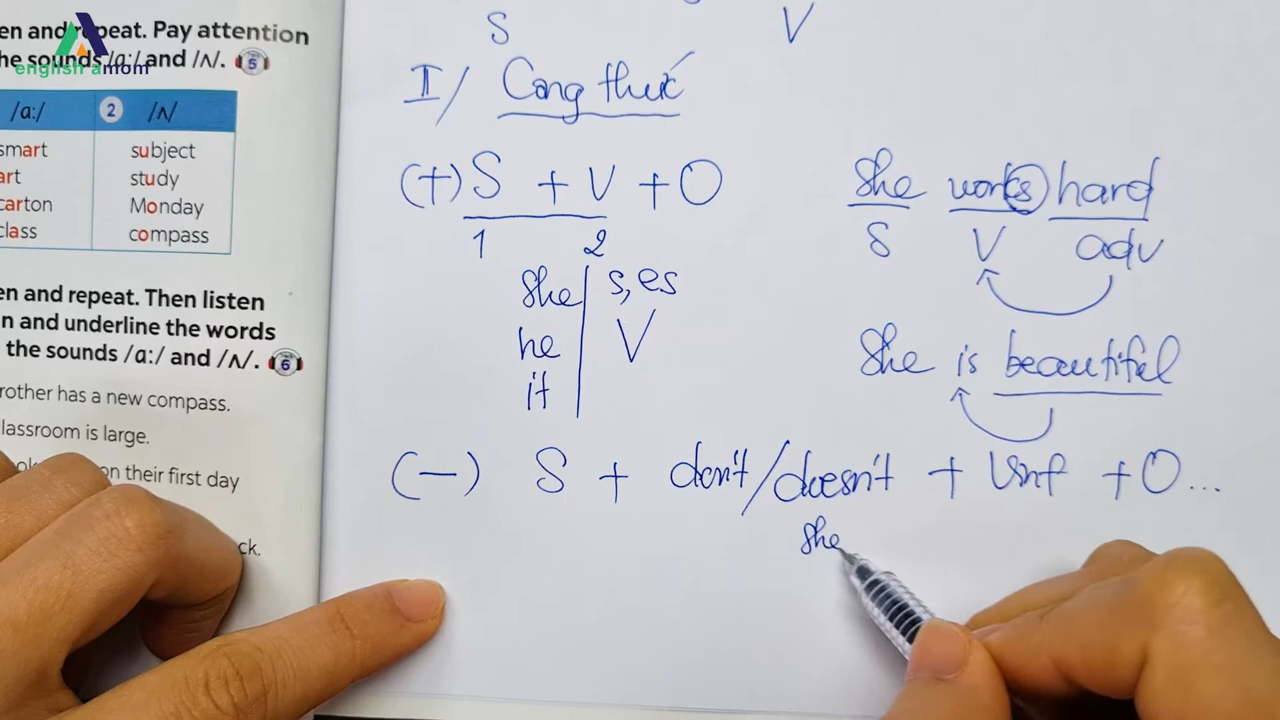 en and repeat. Pay attention
he sounds /ɑː/ and /ʌ/. 5
english amom
/ɑː/ 2 /ʌ/
smart subject
art study
carton Monday
class compass
en and repeat. Then listen
n and underline the words
the sounds /ɑː/ and /ʌ/. 6
rother has a new compass.
lassroom is large.
on their first day
ck.
S V
I/ Công thức
(+) S + V + O
1 2
she s, es
he V
it
She works hard
S V adv
She is beautiful
(-) S + don't/doesn't + Vinf + O...
she